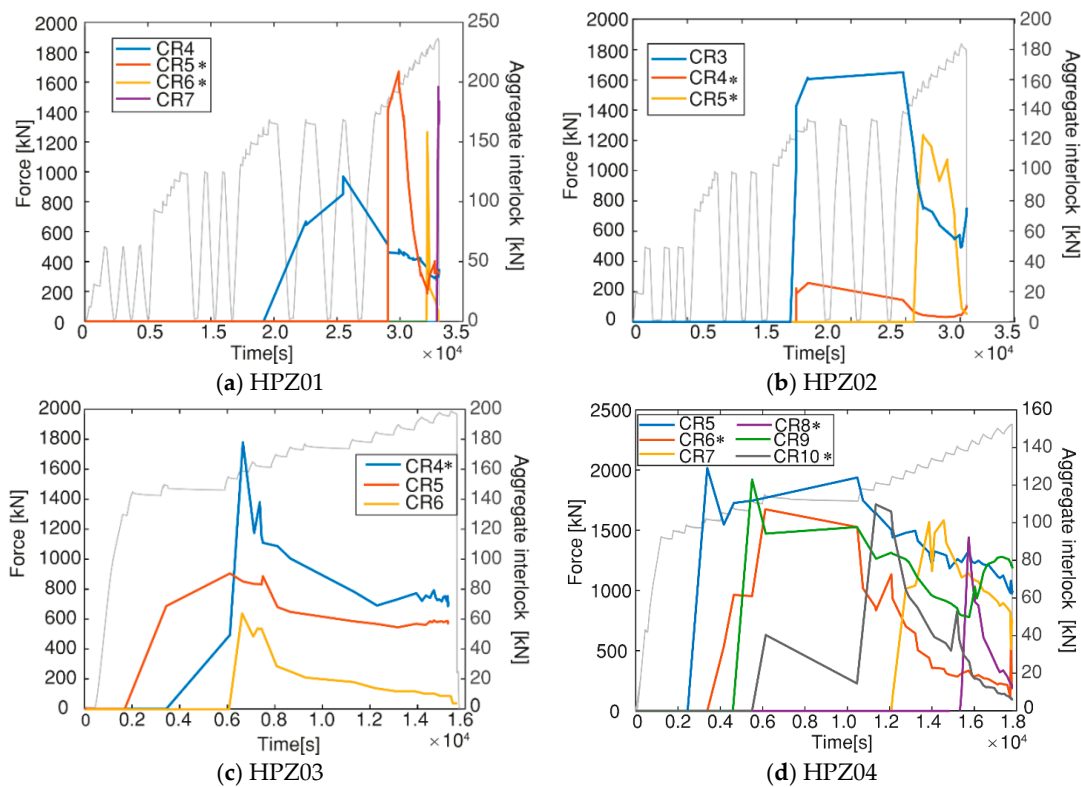 2000
1800
1600
1400
1200
1000
800
600
400
200
0
Force [kN]
CR4
CR5*
CR6*
CR7
250
200
150
100
50
0
Aggregate interlock [kN]
0 0.5 1.5 2.0 2.5 3.0 3.5
Time[s]
× 10⁴
(a) HPZ01
2000
1800
1600
1400
1200
1000
800
600
400
200
0
Force [kN]
CR3
CR4*
CR5*
200
180
160
140
120
100
80
60
40
20
0
Aggregate interlock [kN]
0 0.5 1.5 2.0 2.5 3.0 3.5
Time[s]
× 10⁴
(b) HPZ02
2000
1800
1600
1400
1200
1000
800
600
400
200
0
Force [kN]
CR4*
CR5
CR6
200
180
160
140
120
100
80
60
40
20
0
Aggregate interlock [kN]
0 0.2 0.4 0.6 0.8 1.0 1.2 1.4 1.6
Time[s]
× 10⁴
(c) HPZ03
2500
2000
1500
1000
500
0
Force [kN]
CR5 CR8*
CR6* CR9
CR7 CR10*
160
140
120
100
80
60
40
20
0
Aggregate interlock [kN]
0 0.2 0.4 0.6 0.8 1.0 1.2 1.4 1.6 1.8
Time[s]
× 10⁴
(d) HPZ04